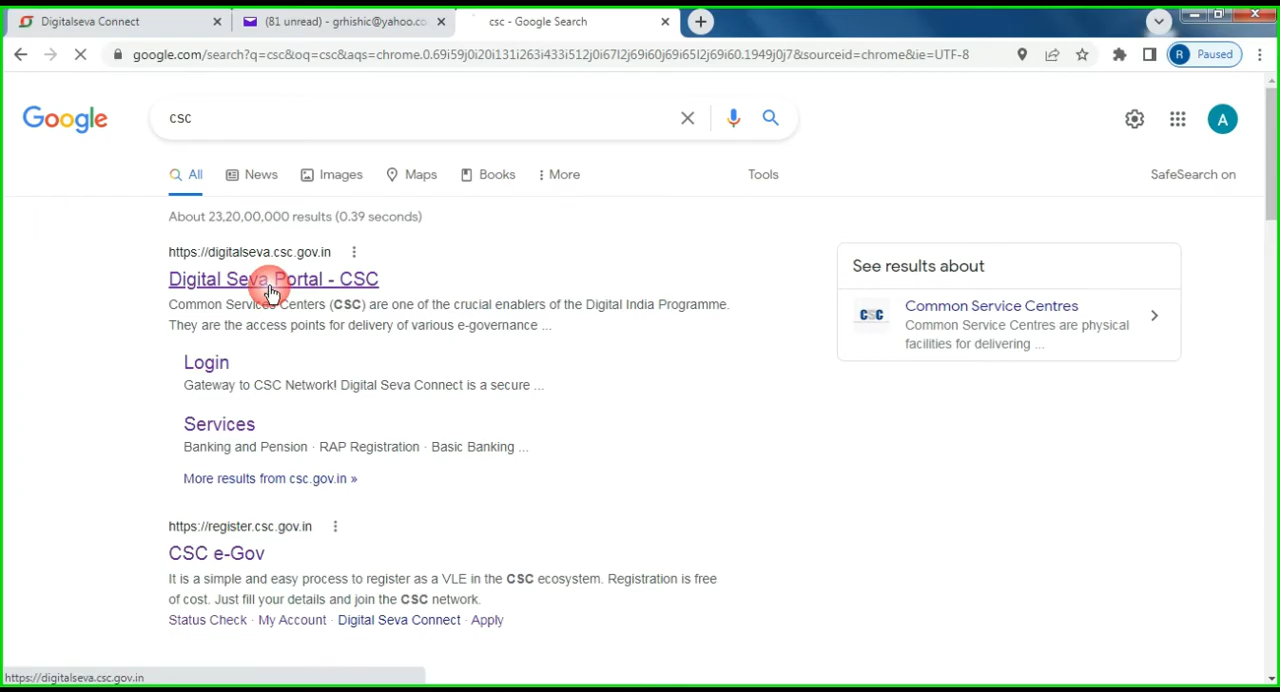 Digitalseva Connect
(81 unread) - grhishic@yahoo.co
csc - Google Search
google.com/search?q=csc&oq=csc&aqs=chrome.0.69i59j0i20i131i263i433i512j0i67l2j69i60j69i65l2j69i60.1949j0j7&sourceid=chrome&ie=UTF-8
R Paused
Google
csc
A
All
News
Images
Maps
Books
More
Tools
SafeSearch on
About 23,20,00,000 results (0.39 seconds)
https://digitalseva.csc.gov.in
Digital Seva Portal - CSC
Common Services Centers (CSC) are one of the crucial enablers of the Digital India Programme.
They are the access points for delivery of various e-governance ...
Login
Gateway to CSC Network! Digital Seva Connect is a secure ...
Services
Banking and Pension · RAP Registration · Basic Banking ...
More results from csc.gov.in »
https://register.csc.gov.in
CSC e-Gov
It is a simple and easy process to register as a VLE in the CSC ecosystem. Registration is free
of cost. Just fill your details and join the CSC network.
Status Check · My Account · Digital Seva Connect · Apply
See results about
CSC
Common Service Centres
Common Service Centres are physical
facilities for delivering ...
https://digitalseva.csc.gov.in